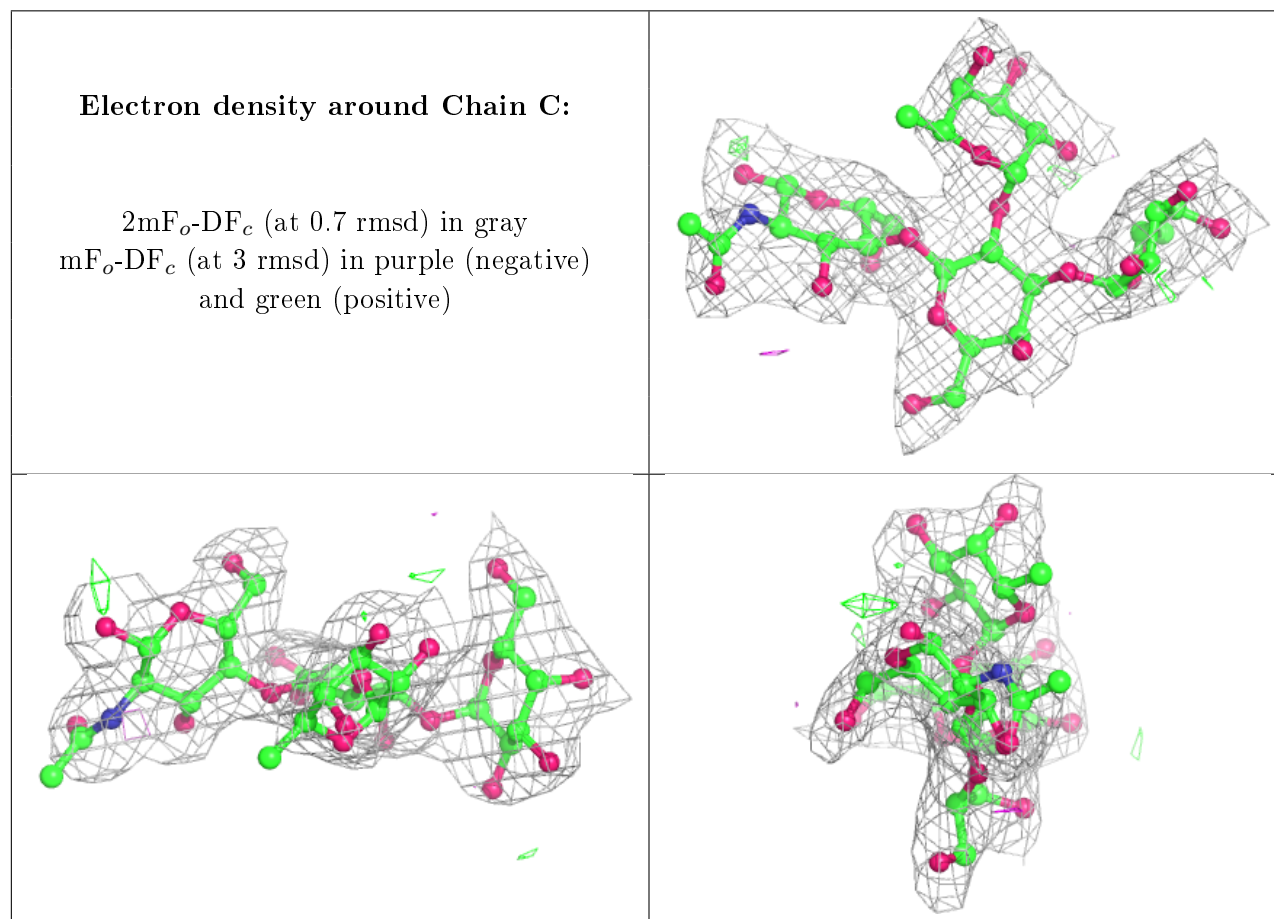 Electron density around Chain C:
2mFo-DFc (at 0.7 rmsd) in gray
mFo-DFc (at 3 rmsd) in purple (negative)
and green (positive)